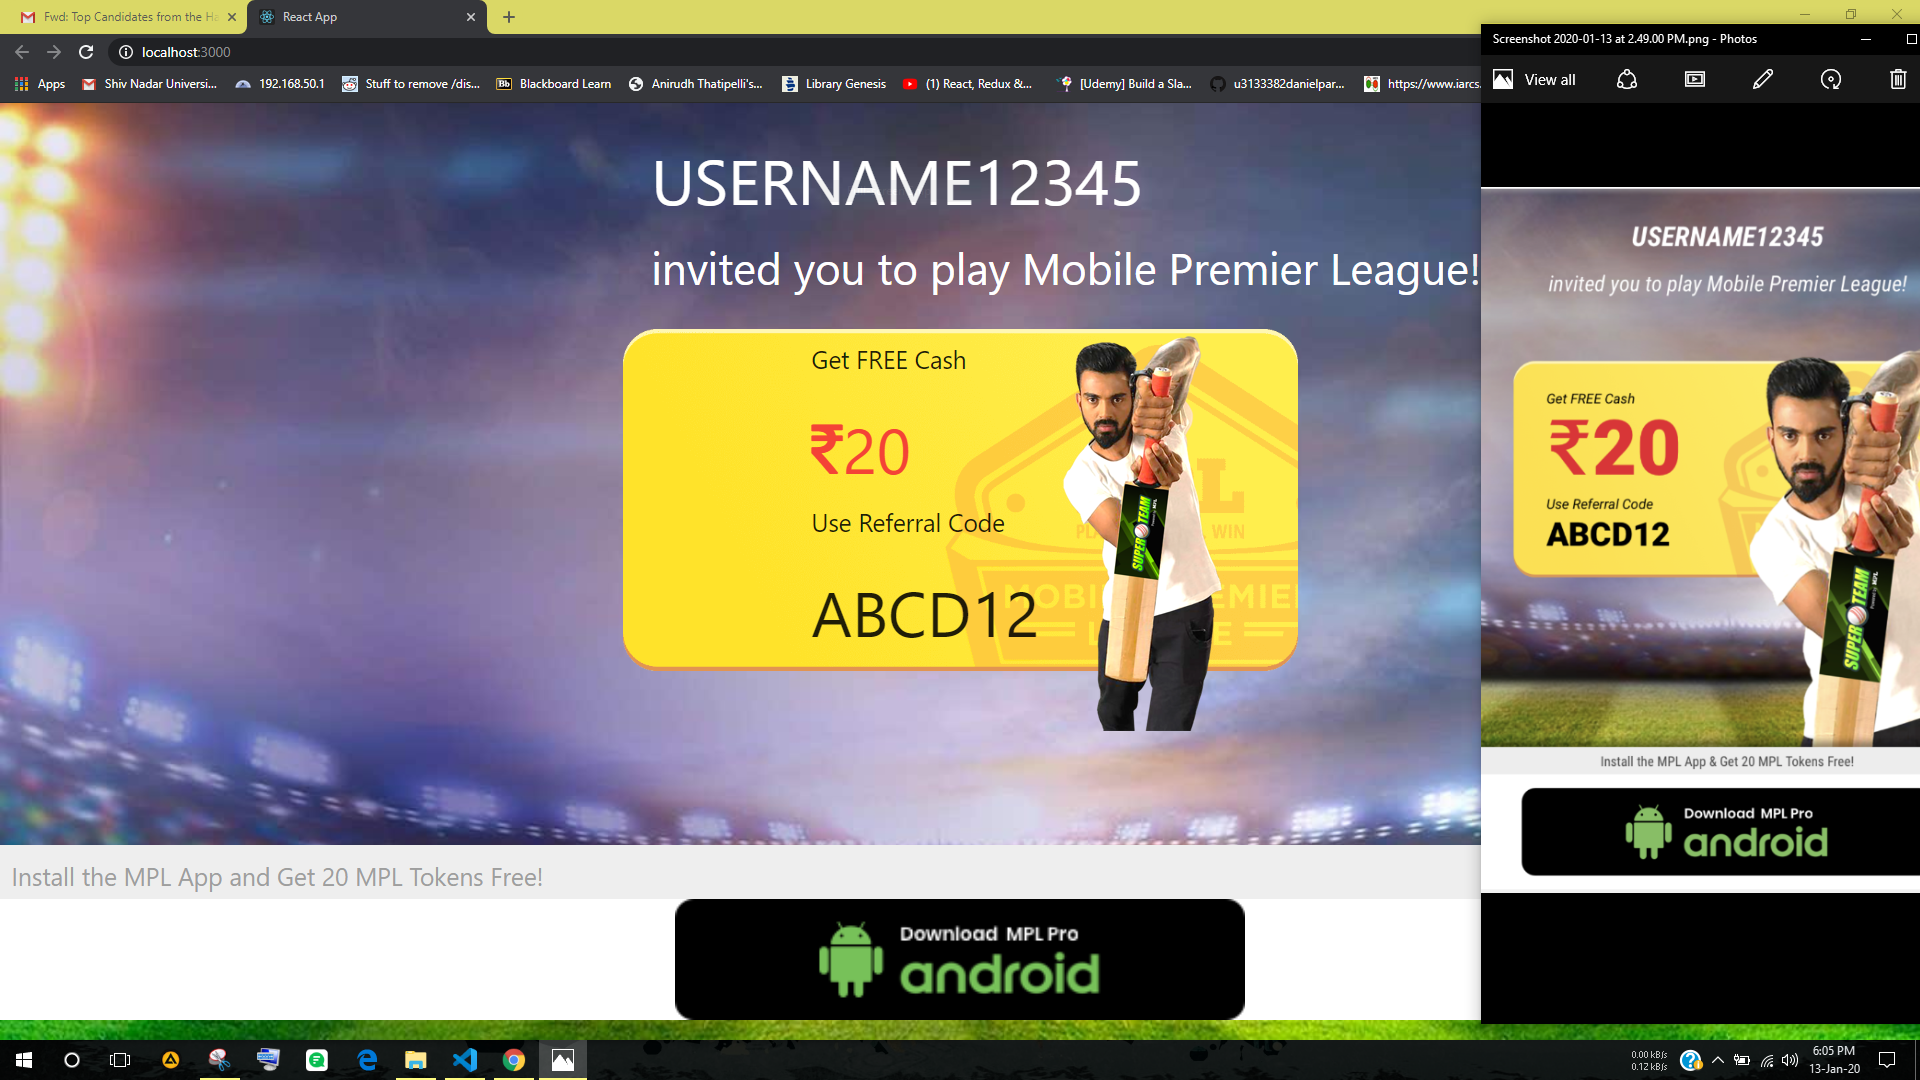 Fwd: Top Candidates from the Ha
React App
localhost:3000
Apps
Shiv Nadar Universi...
192.168.50.1
Stuff to remove /dis...
Bb
Blackboard Learn
Anirudh Thatipelli's...
Library Genesis
(1) React, Redux &...
[Udemy] Build a Sla...
u3133382danielpar...
https://www.iarcs.
USERNAME12345
invited you to play Mobile Premier League!
Get FREE Cash
₹20
Use Referral Code
ABCD12
SUPER TEAM
WIN
Install the MPL App and Get 20 MPL Tokens Free!
Download MPL Pro
android
Screenshot 2020-01-13 at 2.49.00 PM.png - Photos
View all
USERNAME12345
invited you to play Mobile Premier League!
Get FREE Cash
₹20
Use Referral Code
ABCD12
SUPER TEAM
Install the MPL App & Get 20 MPL Tokens Free!
Download MPL Pro
android
0.00 kB/s
0.12 kB/s
6:05 PM
13-Jan-20